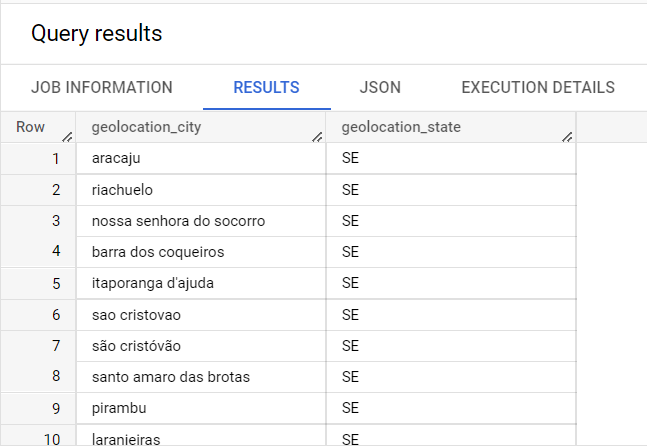 Query results
JOB INFORMATION RESULTS JSON EXECUTION DETAILS
Row geolocation_city geolocation_state
1 aracaju SE
2 riachuelo SE
3 nossa senhora do socorro SE
4 barra dos coqueiros SE
5 itaporanga d'ajuda SE
6 sao cristovao SE
7 são cristóvão SE
8 santo amaro das brotas SE
9 pirambu SE
10 laranjeiras SE